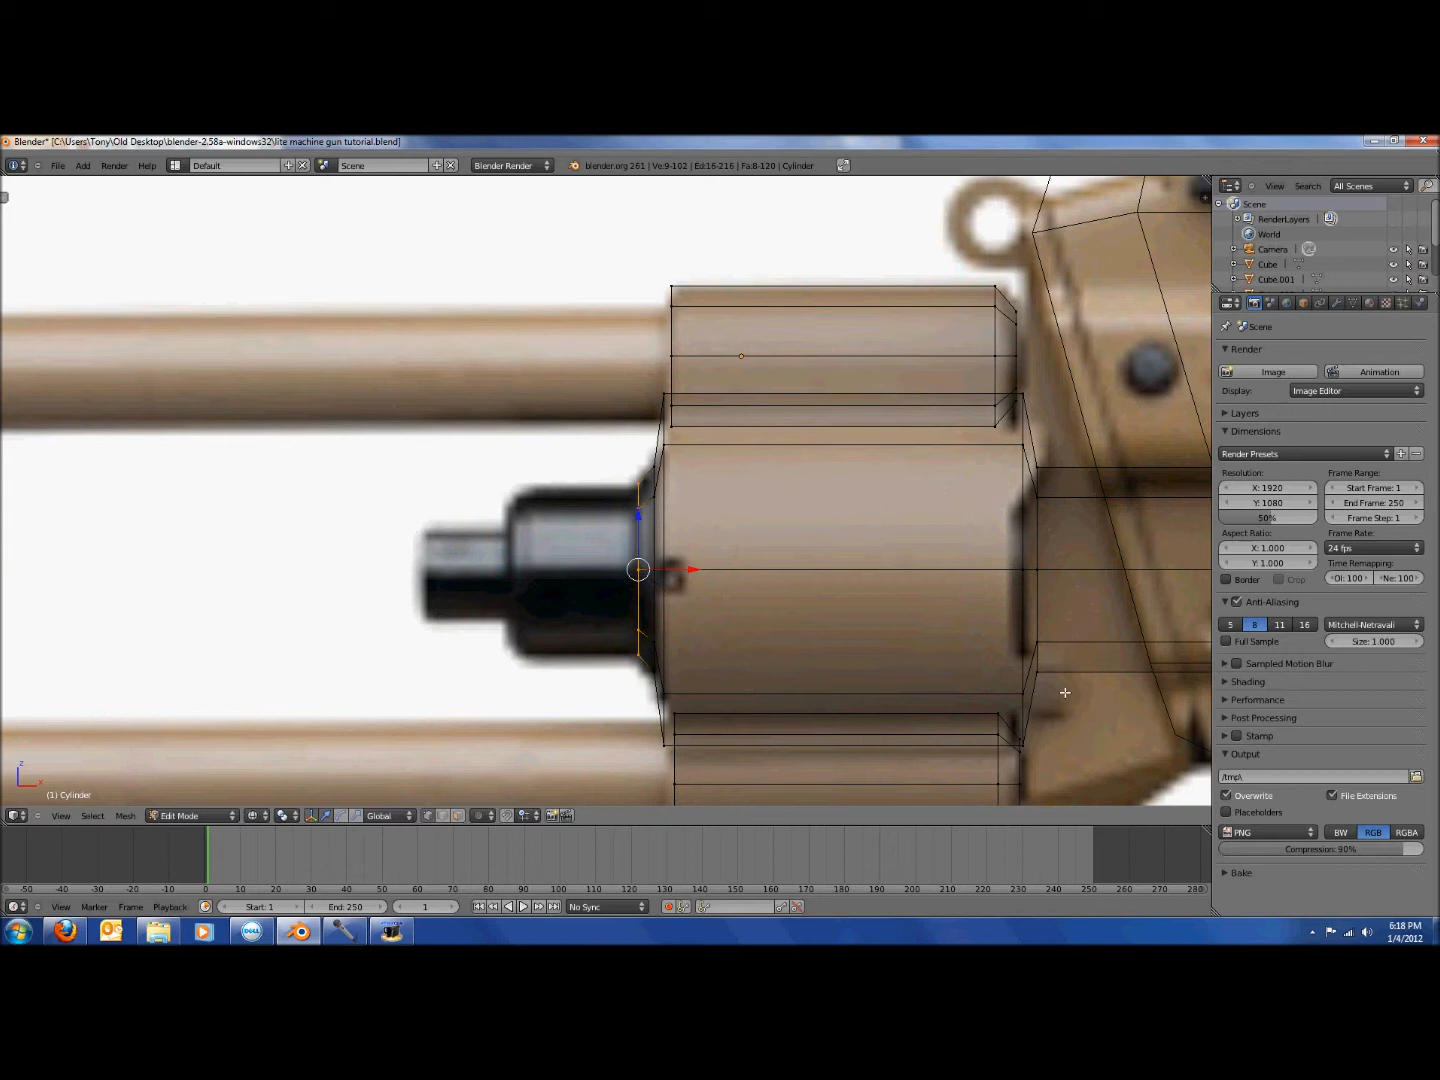 Blender* [C:\Users\Tony\Old Desktop\blender-2.58a-windows32\lite machine gun tutorial.blend]
File Add Render Help Default Scene Blender Render blender.org 261 | Ve:9-102 | Ed:16-216 | Fa:8-120 | Cylinder
View Search All Scenes
Scene
RenderLayers
World
Camera
Cube
Cube.001
Scene
Render
Image Animation
Display: Image Editor
Layers
Dimensions
Render Presets
Resolution: Frame Range:
X: 1920 Start Frame: 1
Y: 1080 End Frame: 250
50% Frame Step: 1
Aspect Ratio: Frame Rate:
X: 1.000 24 fps
Y: 1.000 Time Remapping:
Border Crop Ol: 100 Ne: 100
Anti-Aliasing
5 8 11 16 Mitchell-Netravali
Full Sample Size: 1.000
Sampled Motion Blur
Shading
Performance
Post Processing
Stamp
Output
/tmp\
Overwrite File Extensions
Placeholders
PNG BW RGB RGBA
Compression: 90%
Bake
z
x
(1) Cylinder
View Select Mesh Edit Mode Global
-50 -40 -30 -20 -10 0 10 20 30 40 50 60 70 80 90 100 110 120 130 140 150 160 170 180 190 200 210 220 230 240 250 260 270 280
View Marker Frame Playback Start: 1 End: 250 1 No Sync
DELL
6:18 PM
1/4/2012